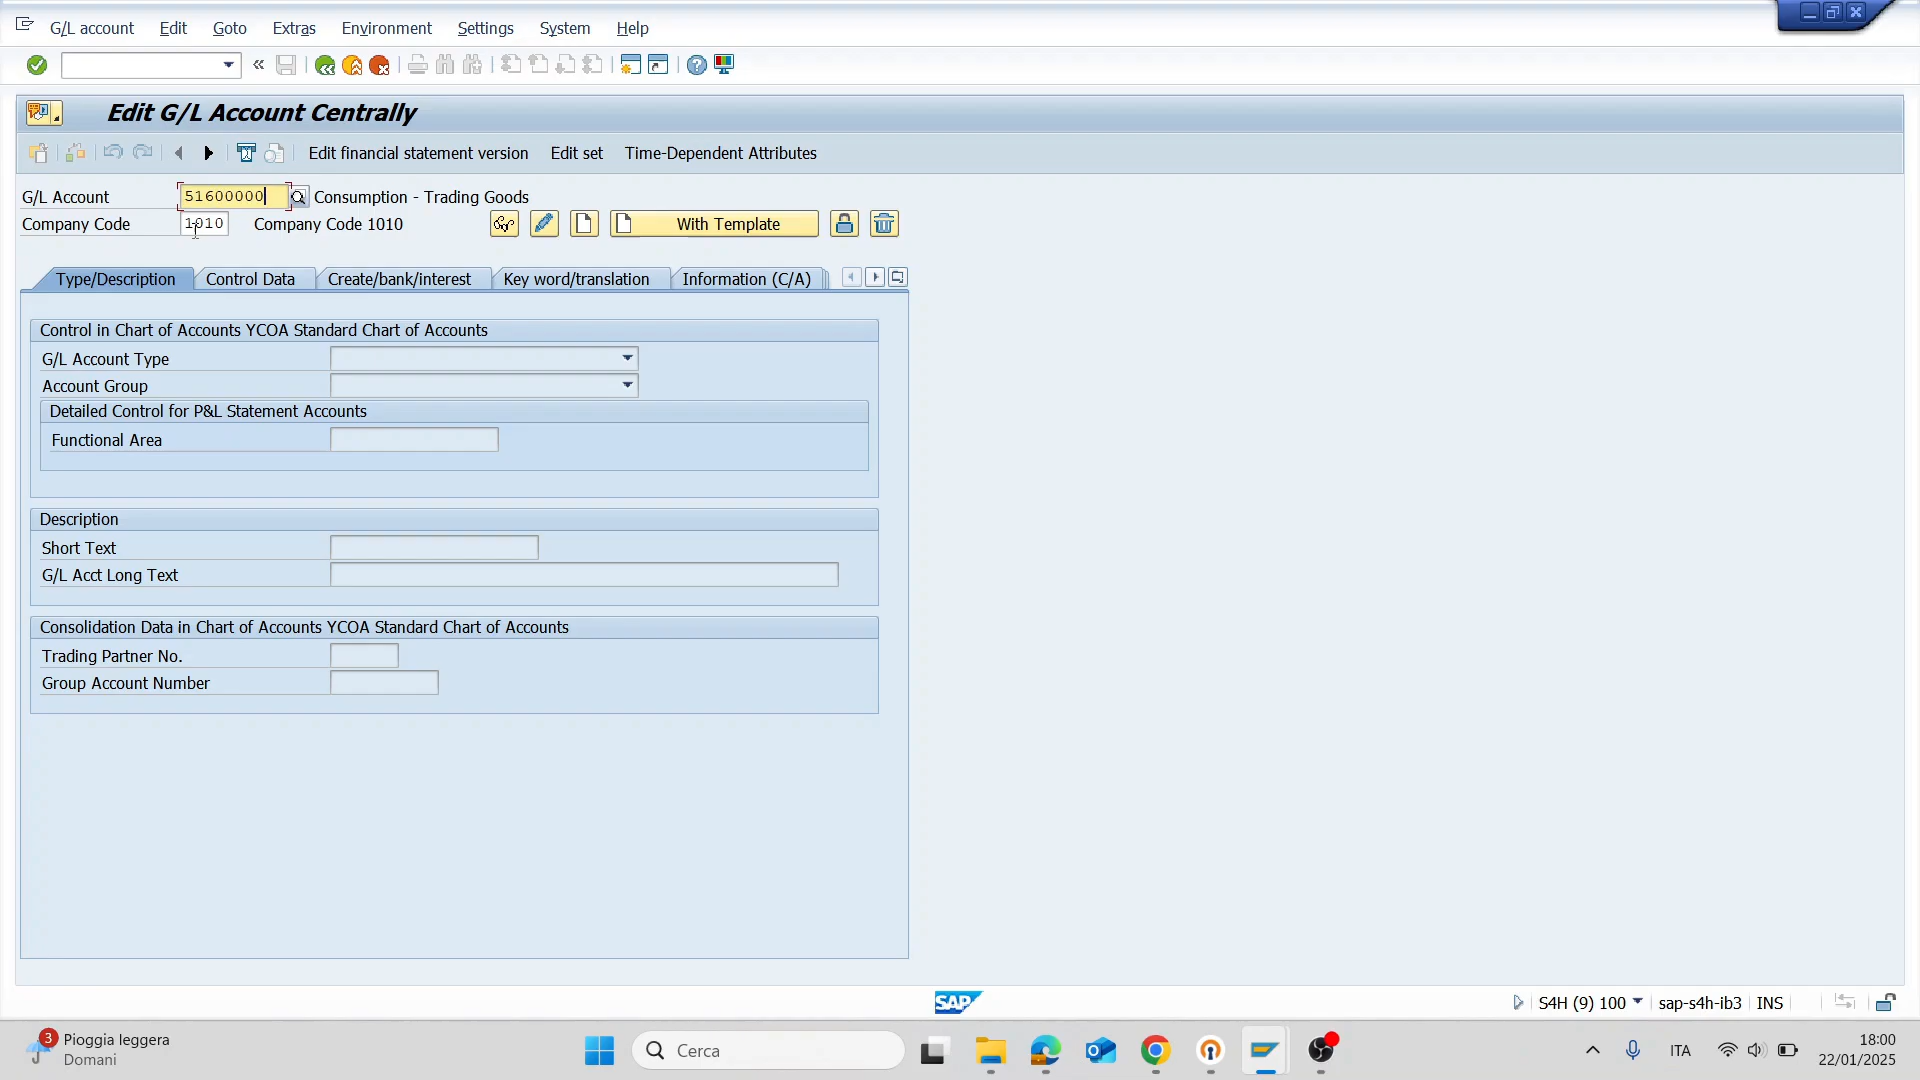 G/L account Edit Goto Extras Environment Settings System Help
Edit G/L Account Centrally
Edit financial statement version Edit set Time-Dependent Attributes
G/L Account 51600000 Consumption - Trading Goods
Company Code 1010 Company Code 1010 With Template
Type/Description Control Data Create/bank/interest Key word/translation Information (C/A)
Control in Chart of Accounts YCOA Standard Chart of Accounts
G/L Account Type
Account Group
Detailed Control for P&L Statement Accounts
Functional Area
Description
Short Text
G/L Acct Long Text
Consolidation Data in Chart of Accounts YCOA Standard Chart of Accounts
Trading Partner No.
Group Account Number
SAP S4H (9) 100 sap-s4h-ib3 INS
3 Pioggia leggera
Domani
Cerca
ITA
18:00
22/01/2025